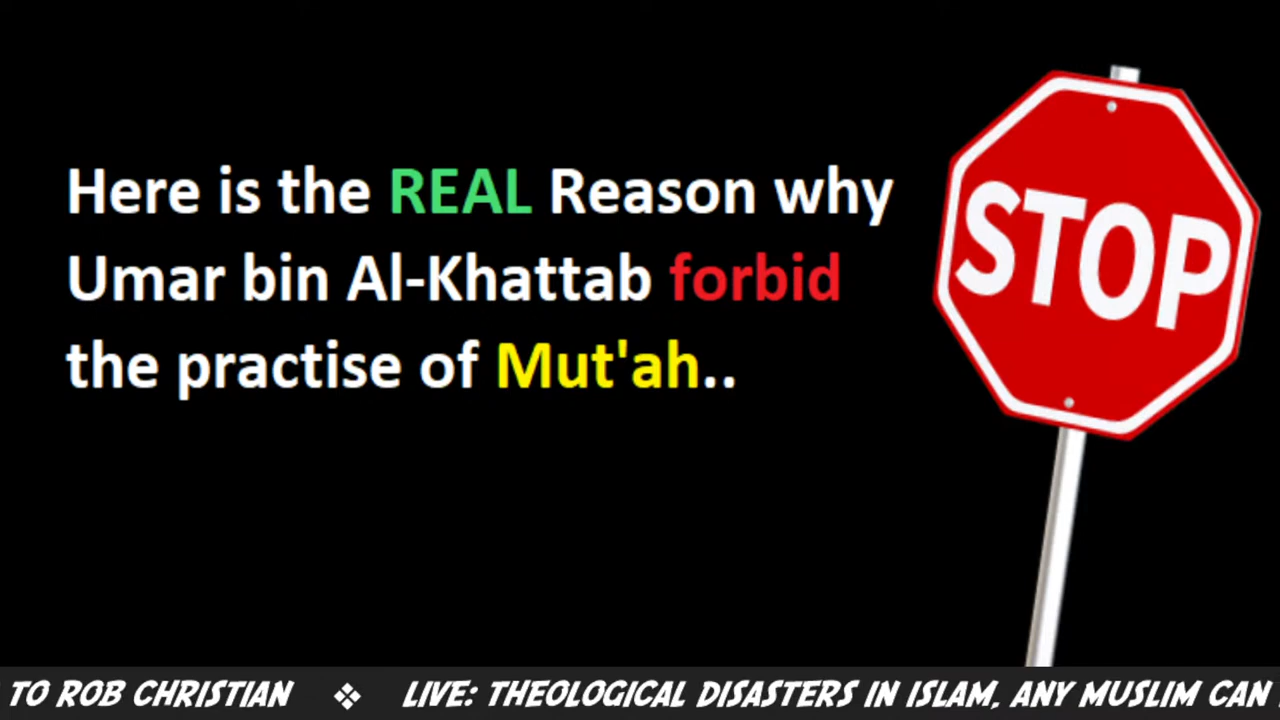 Here is the REAL Reason why
Umar bin Al-Khattab forbid
the practise of Mut'ah..
STOP
TO ROB CHRISTIAN ❖ LIVE: THEOLOGICAL DISASTERS IN ISLAM, ANY MUSLIM CAN